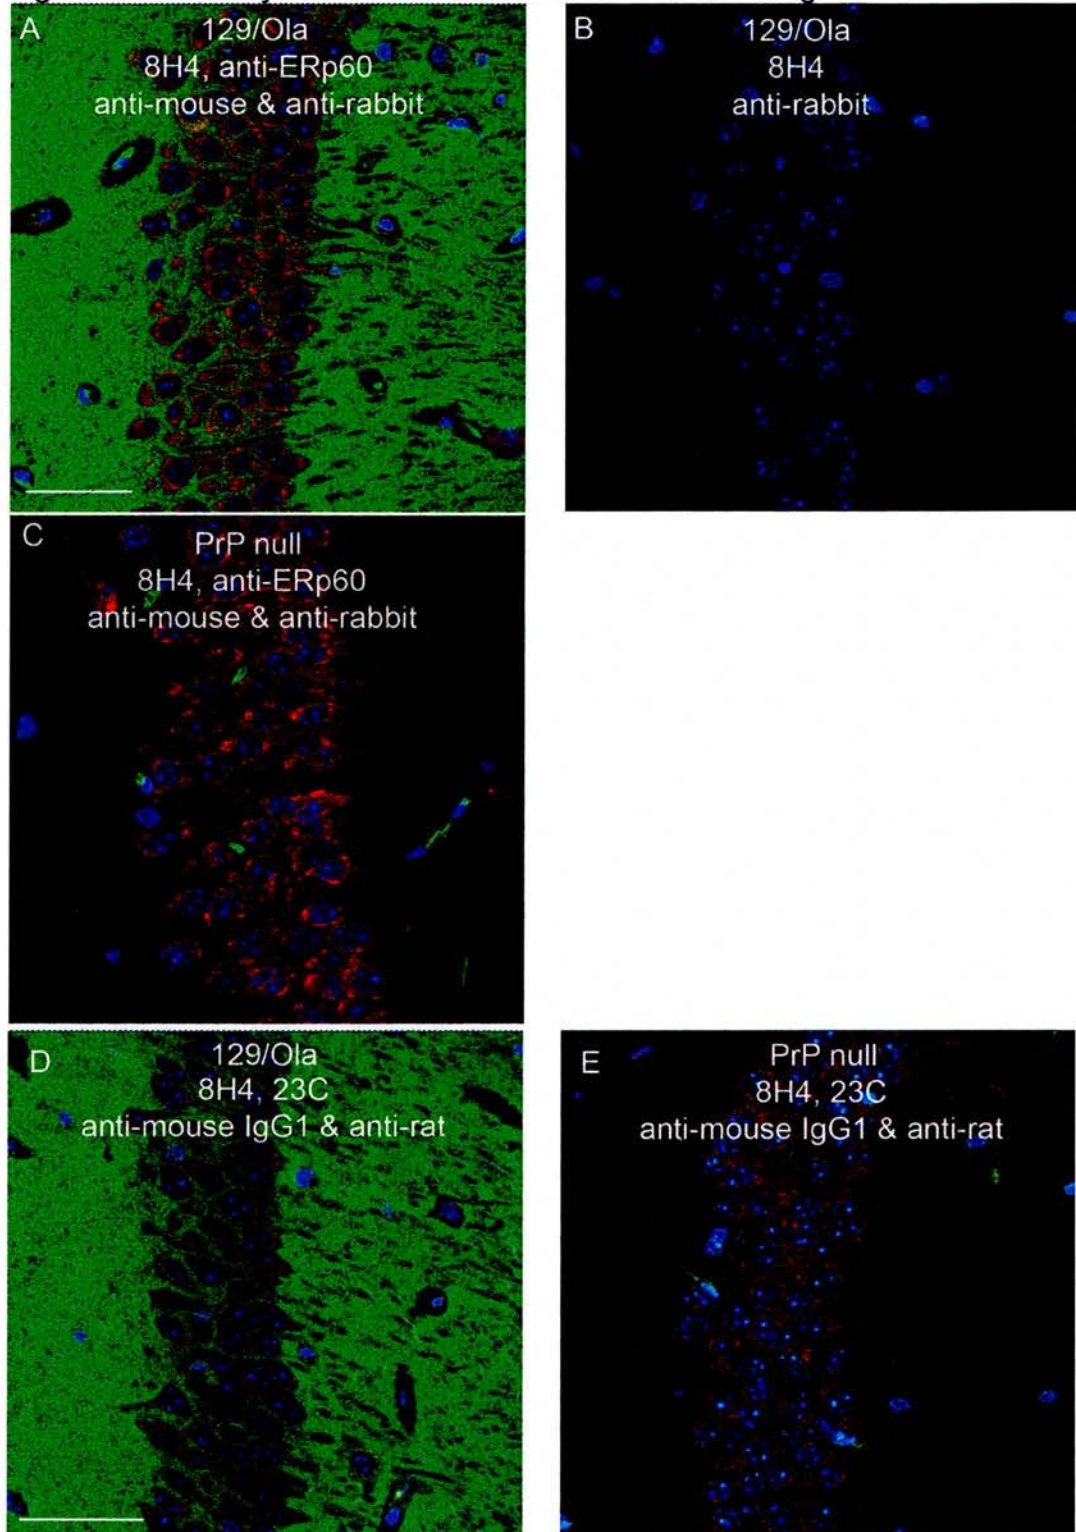 A
129/Ola
8H4, anti-ERp60
anti-mouse & anti-rabbit
B
129/Ola
8H4
anti-rabbit
C
PrP null
8H4, anti-ERp60
anti-mouse & anti-rabbit
D
129/Ola
8H4, 23C
anti-mouse IgG1 & anti-rat
E
PrP null
8H4, 23C
anti-mouse IgG1 & anti-rat